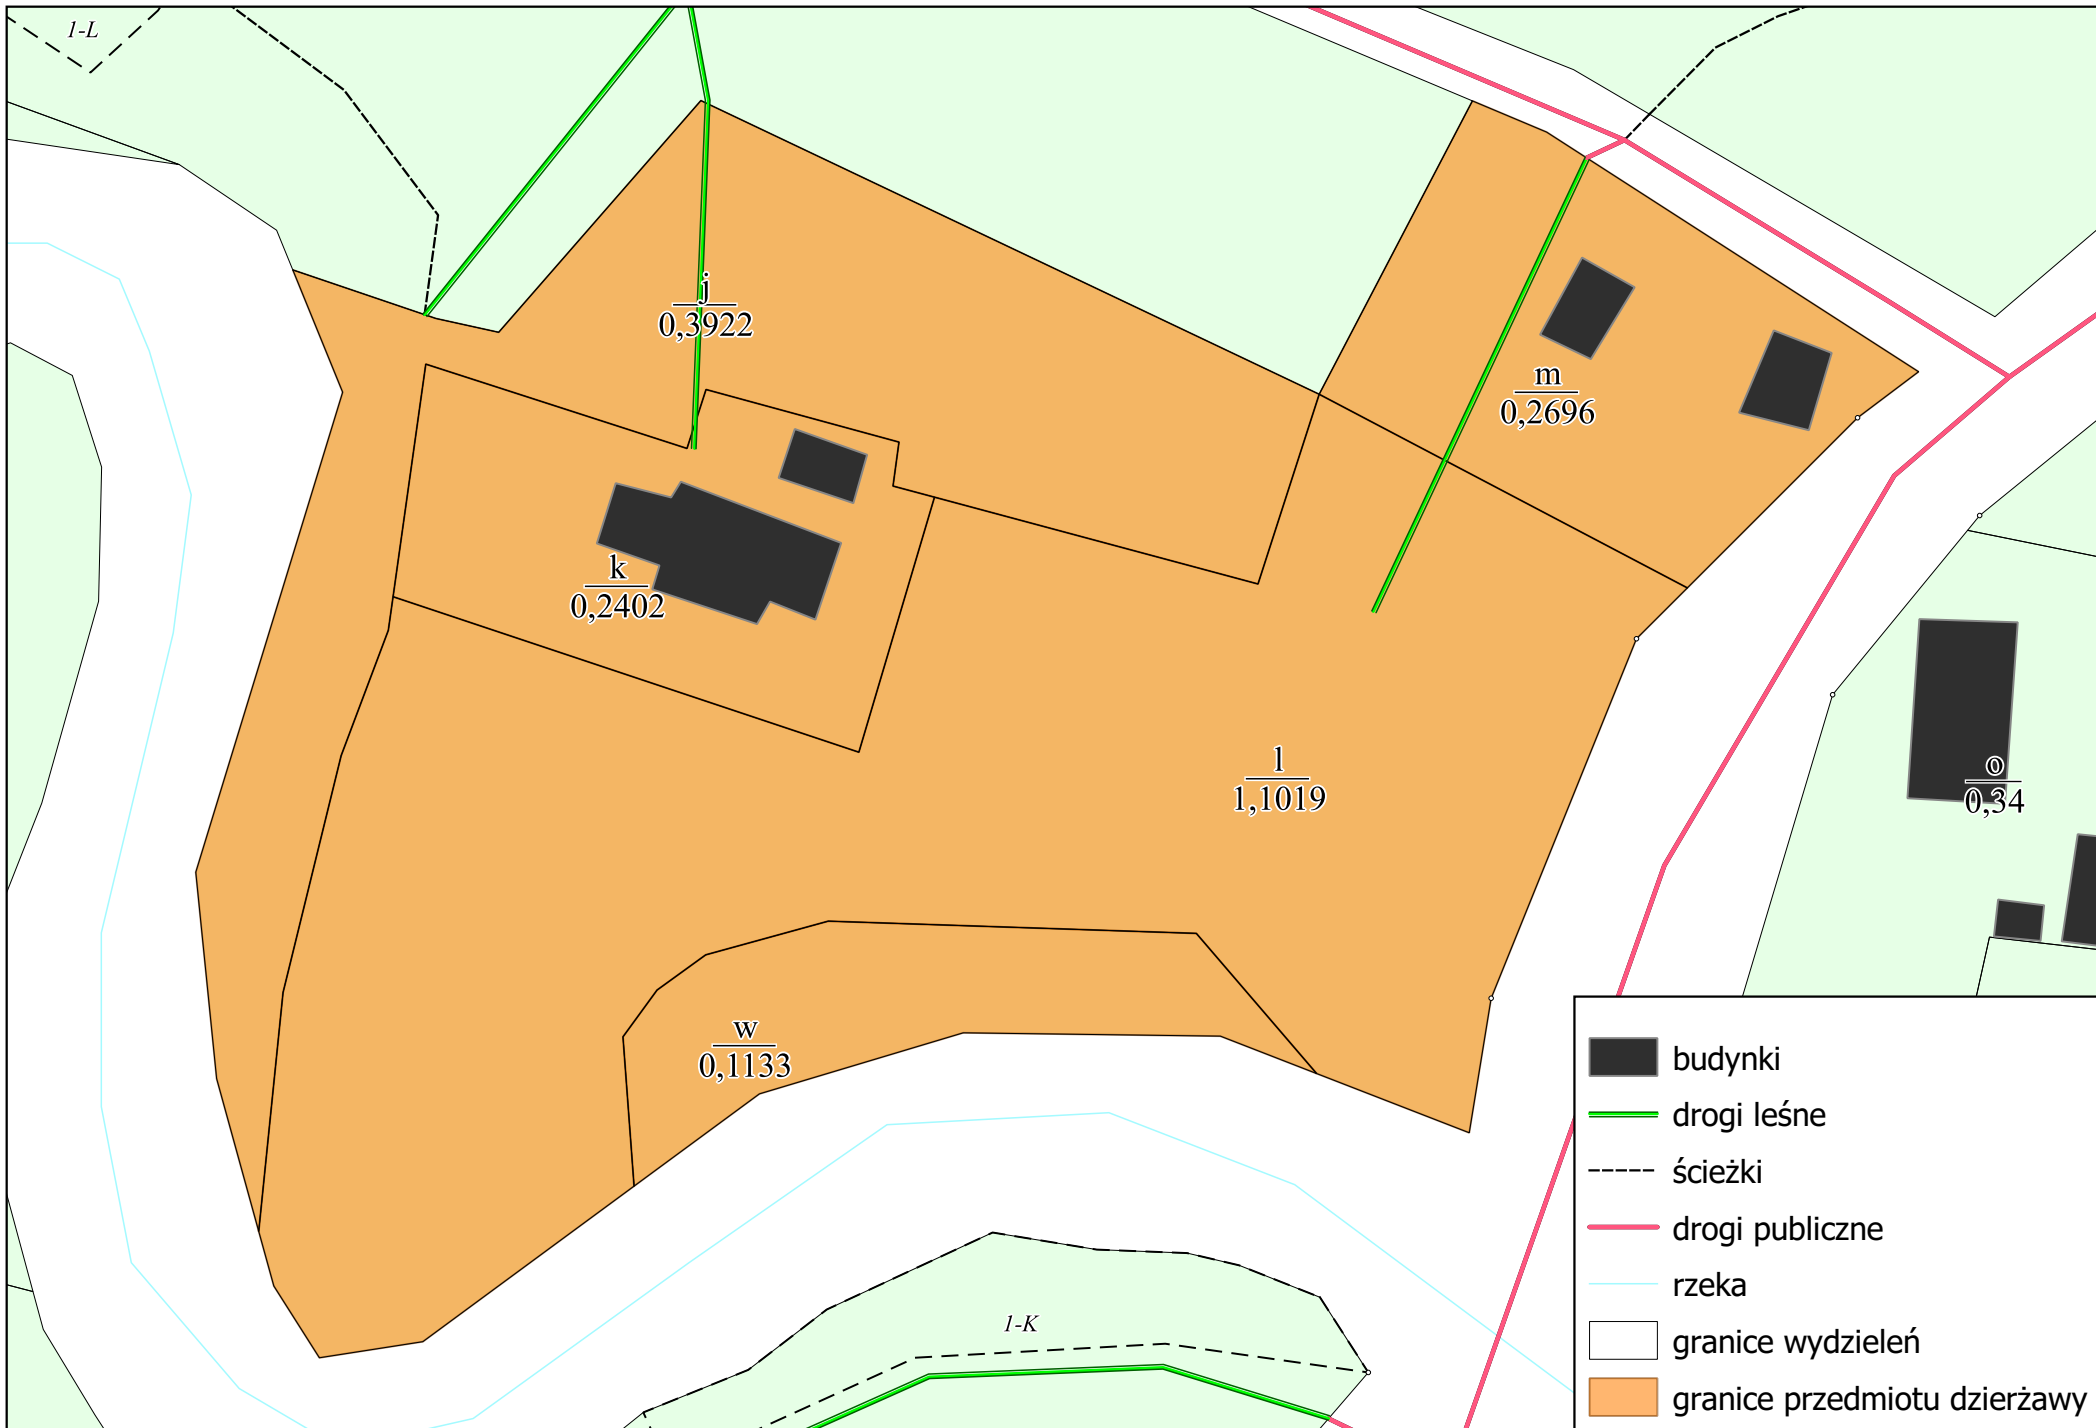 1-L
j
0,3922
m
0,2696
k
0,2402
l
1,1019
o
0,34
w
0,1133
1-K
budynki
drogi leśne
ścieżki
drogi publiczne
rzeka
granice wydzieleń
granice przedmiotu dzierżawy